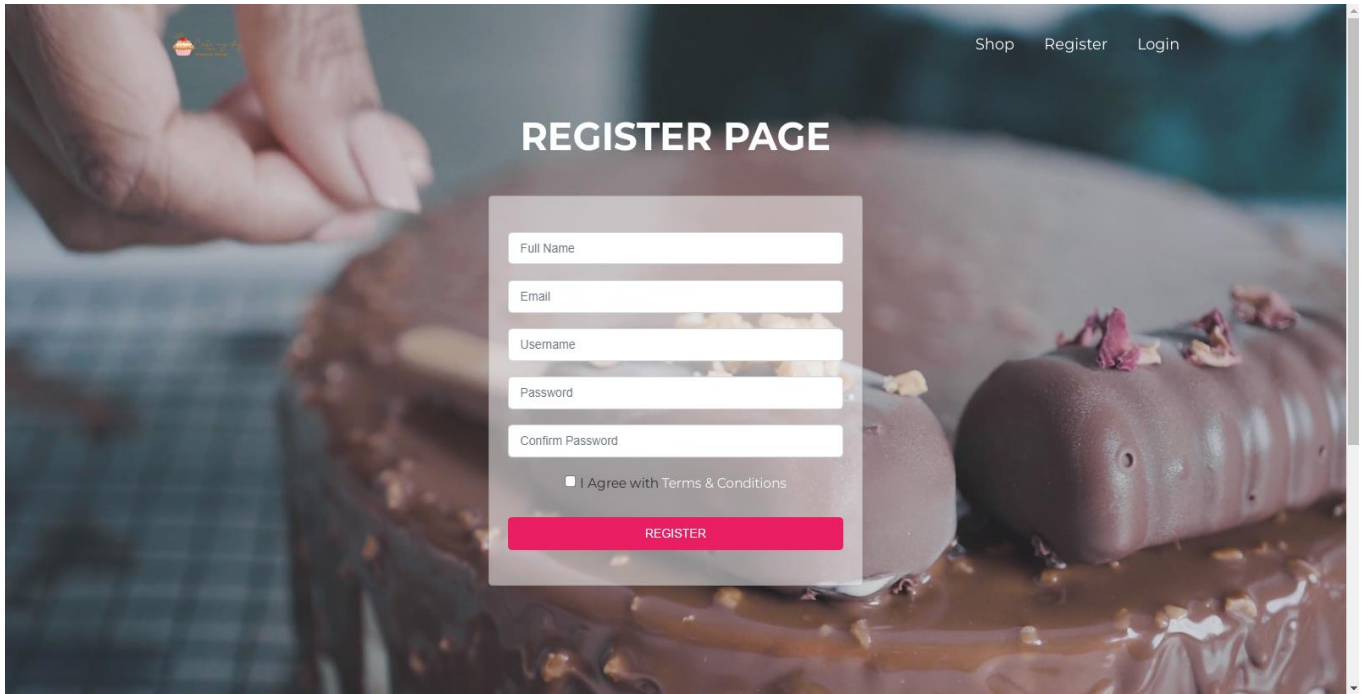 Shop Register Login
REGISTER PAGE
Full Name
Email
Username
Password
Confirm Password
I Agree with Terms & Conditions
REGISTER